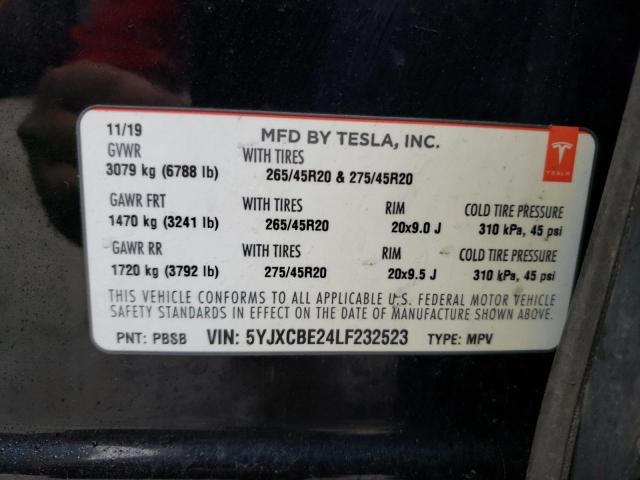 11/19
MFD BY TESLA, INC.
GVWR WITH TIRES
3079 kg (6788 lb) 265/45R20 & 275/45R20
TESLA
GAWR FRT WITH TIRES RIM COLD TIRE PRESSURE
1470 kg (3241 lb) 265/45R20 20x9.0 J 310 kPa, 45 psi
GAWR RR WITH TIRES RIM COLD TIRE PRESSURE
1720 kg (3792 lb) 275/45R20 20x9.5 J 310 kPa, 45 psi
THIS VEHICLE CONFORMS TO ALL APPLICABLE U.S. FEDERAL MOTOR VEHICLE
SAFETY STANDARDS IN EFFECT ON THE DATE OF MANUFACTURE SHOWN ABOVE.
PNT: PBSB VIN: 5YJXCBE24LF232523 TYPE: MPV